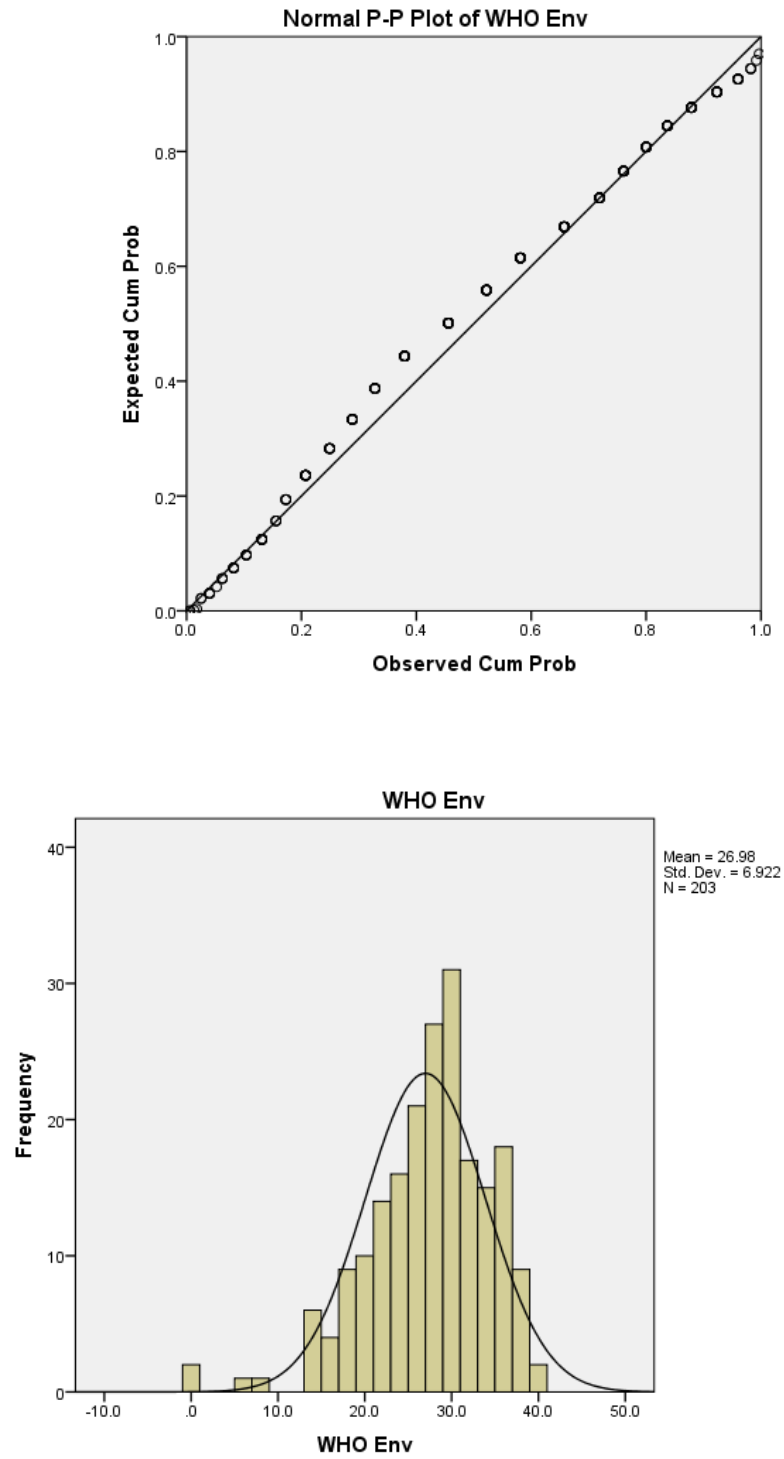 Normal P-P Plot of WHO Env
1.0
0.8
0.6
0.4
0.2
0.0
Expected Cum Prob
0.0 0.2 0.4 0.6 0.8 1.0
Observed Cum Prob
WHO Env
Mean = 26.98
Std. Dev. = 6.922
N = 203
40
30
20
10
0
Frequency
-10.0 .0 10.0 20.0 30.0 40.0 50.0
WHO Env